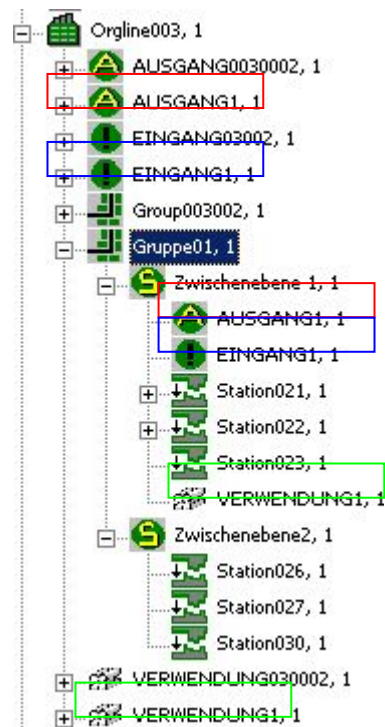 Orgline003, 1
AUSGANG0030002, 1
AUSGANG1, 1
EINGANG03002, 1
EINGANG1, 1
Group003002, 1
Gruppe01, 1
Zwischenebene 1, 1
AUSGANG1, 1
EINGANG1, 1
Station021, 1
Station022, 1
Station023, 1
VERWENDUNG1, 1
Zwischenebene2, 1
Station026, 1
Station027, 1
Station030, 1
VERWENDUNG030002, 1
VERWENDUNG1, 1